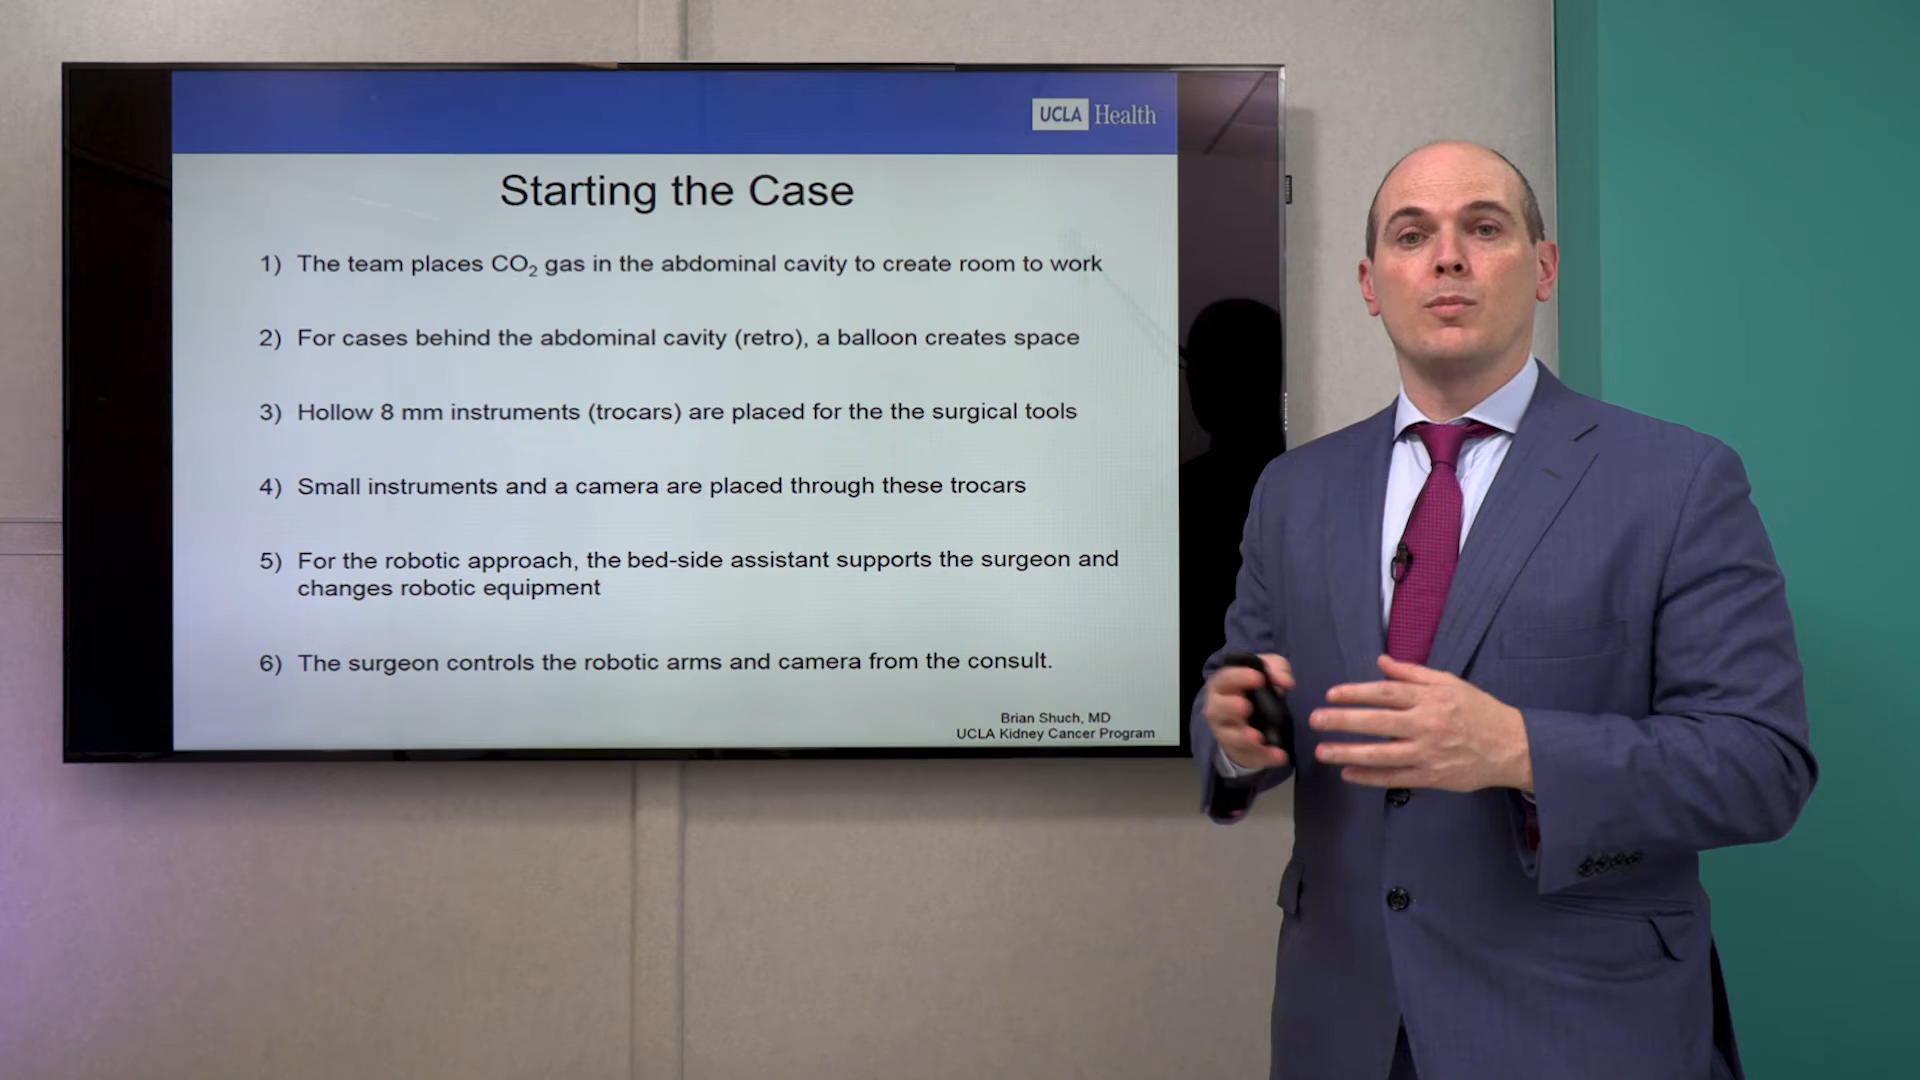 UCLA Health
Starting the Case
1) The team places CO₂ gas in the abdominal cavity to create room to work
2) For cases behind the abdominal cavity (retro), a balloon creates space
3) Hollow 8 mm instruments (trocars) are placed for the the surgical tools
4) Small instruments and a camera are placed through these trocars
5) For the robotic approach, the bed-side assistant supports the surgeon and
changes robotic equipment
6) The surgeon controls the robotic arms and camera from the consult.
Brian Shuch, MD
UCLA Kidney Cancer Program